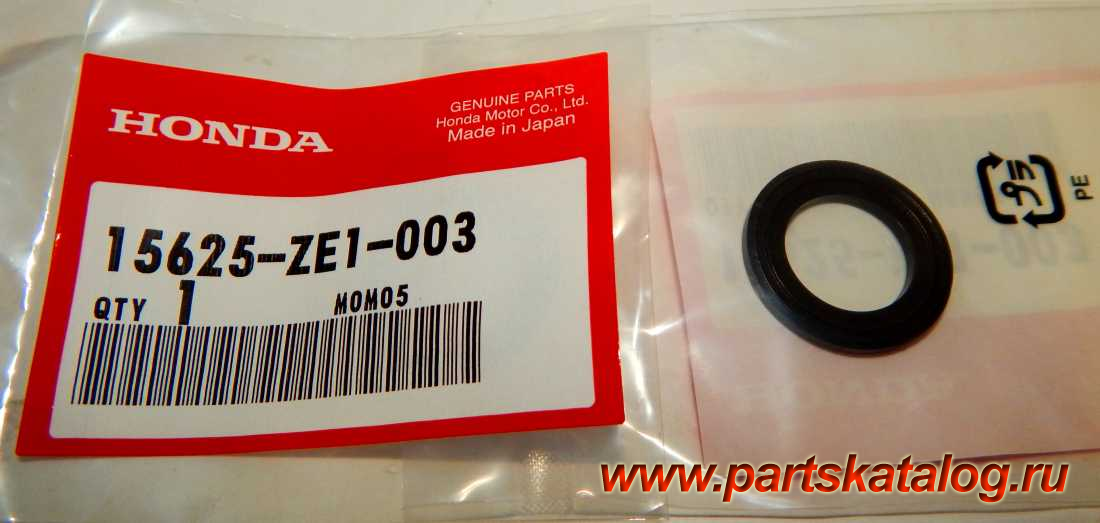 HONDA
GENUINE PARTS
Honda Motor Co., Ltd.
Made in Japan
15625-ZE1-003
QTY 1 MOM05
PE
www.partskatalog.ru